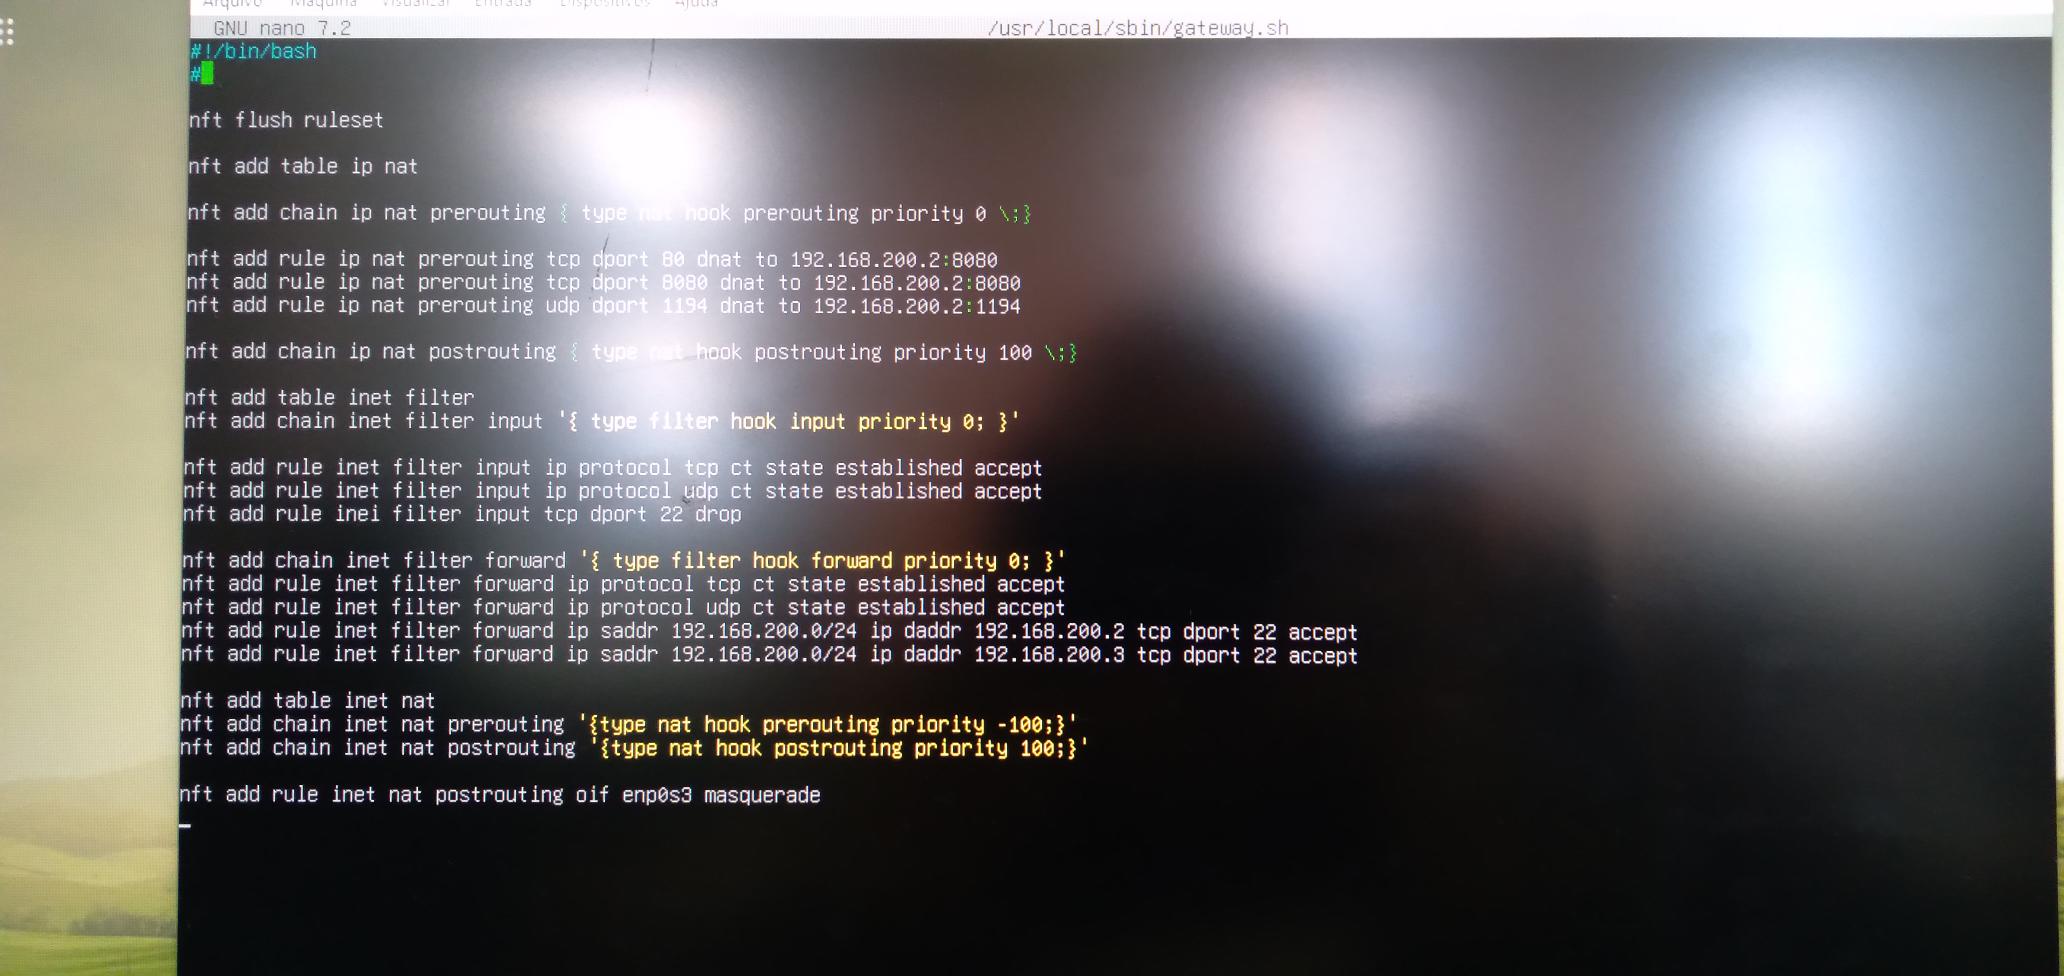 Arquivo Máquina Visualizar Entrada Dispositivos Ajuda
GNU nano 7.2 /usr/local/sbin/gateway.sh
#!/bin/bash
#
nft flush ruleset
nft add table ip nat
nft add chain ip nat prerouting { type nat hook prerouting priority 0 \;}
nft add rule ip nat prerouting tcp dport 80 dnat to 192.168.200.2:8080
nft add rule ip nat prerouting tcp dport 8080 dnat to 192.168.200.2:8080
nft add rule ip nat prerouting udp dport 1194 dnat to 192.168.200.2:1194
nft add chain ip nat postrouting { type nat hook postrouting priority 100 \;}
nft add table inet filter
nft add chain inet filter input '{ type filter hook input priority 0; }'
nft add rule inet filter input ip protocol tcp ct state established accept
nft add rule inet filter input ip protocol udp ct state established accept
nft add rule inei filter input tcp dport 22 drop
nft add chain inet filter forward '{ type filter hook forward priority 0; }'
nft add rule inet filter forward ip protocol tcp ct state established accept
nft add rule inet filter forward ip protocol udp ct state established accept
nft add rule inet filter forward ip saddr 192.168.200.0/24 ip daddr 192.168.200.2 tcp dport 22 accept
nft add rule inet filter forward ip saddr 192.168.200.0/24 ip daddr 192.168.200.3 tcp dport 22 accept
nft add table inet nat
nft add chain inet nat prerouting '{type nat hook prerouting priority -100;}'
nft add chain inet nat postrouting '{type nat hook postrouting priority 100;}'
nft add rule inet nat postrouting oif enp0s3 masquerade